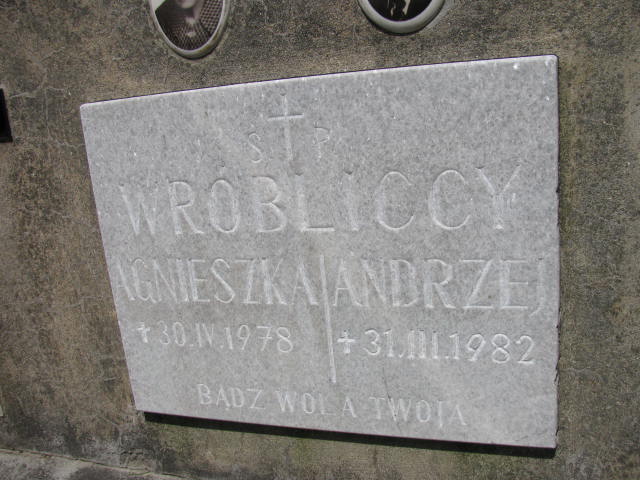 S P
WRÓBLICCY
AGNIESZKA ANDRZEJ
30.IV.1978 31.III.1982
BĄDŹ WOLA TWOJA